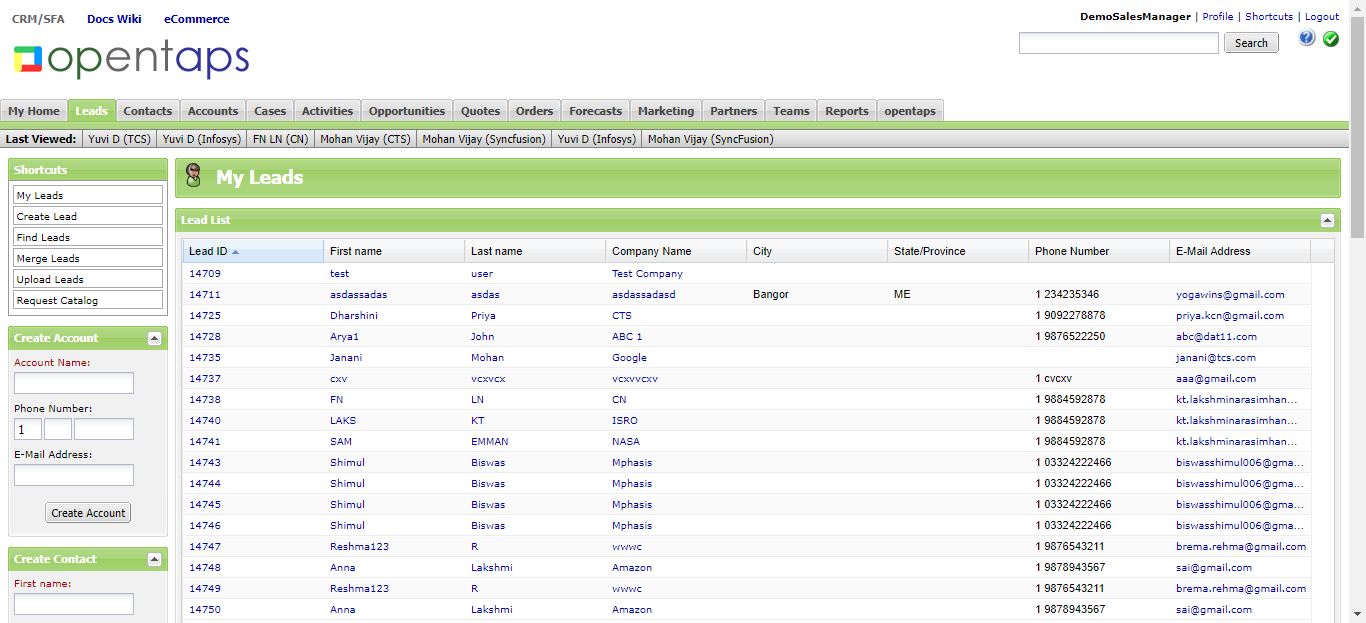 CRM/SFA Docs Wiki eCommerce
DemoSalesManager | Profile | Shortcuts | Logout
opentaps
Search
My Home Leads Contacts Accounts Cases Activities Opportunities Quotes Orders Forecasts Marketing Partners Teams Reports opentaps
Last Viewed: Yuvi D (TCS) Yuvi D (Infosys) FN LN (CN) Mohan Vijay (CTS) Mohan Vijay (Syncfusion) Yuvi D (Infosys) Mohan Vijay (SyncFusion)
Shortcuts
My Leads
Create Lead
Find Leads
Merge Leads
Upload Leads
Request Catalog
Create Account
Account Name:
Phone Number:
1
E-Mail Address:
Create Account
Create Contact
First name:
My Leads
Lead List
Lead ID First name Last name Company Name City State/Province Phone Number E-Mail Address
14709 test user Test Company
14711 asdassadas asdas asdassadasd Bangor ME 1 234235346 yogawins@gmail.com
14725 Dharshini Priya CTS 1 9092278878 priya.kcn@gmail.com
14728 Arya1 John ABC 1 1 9876522250 abc@dat11.com
14735 Janani Mohan Google janani@tcs.com
14737 cxv vcxvcx vcxvvcxv 1 cvcxv aaa@gmail.com
14738 FN LN CN 1 9884592878 kt.lakshminarasimhan...
14740 LAKS KT ISRO 1 9884592878 kt.lakshminarasimhan...
14741 SAM EMMAN NASA 1 9884592878 kt.lakshminarasimhan...
14743 Shimul Biswas Mphasis 1 03324222466 biswasshimul006@gma...
14744 Shimul Biswas Mphasis 1 03324222466 biswasshimul006@gma...
14745 Shimul Biswas Mphasis 1 03324222466 biswasshimul006@gma...
14746 Shimul Biswas Mphasis 1 03324222466 biswasshimul006@gma...
14747 Reshma123 R wwwc 1 9876543211 brema.rehma@gmail.com
14748 Anna Lakshmi Amazon 1 9878943567 sai@gmail.com
14749 Reshma123 R wwwc 1 9876543211 brema.rehma@gmail.com
14750 Anna Lakshmi Amazon 1 9878943567 sai@gmail.com